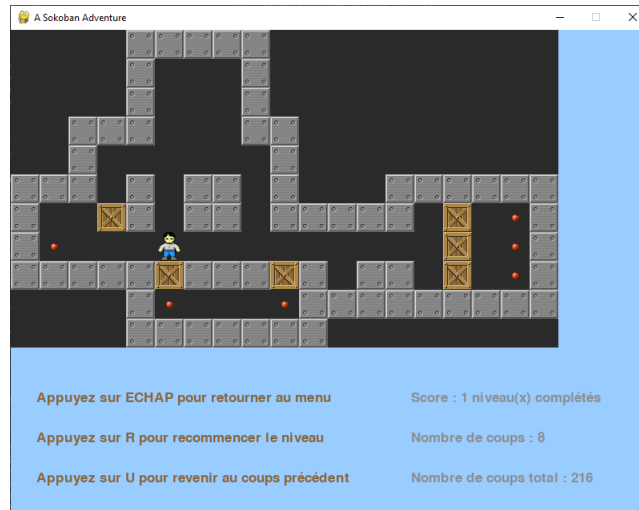 A Sokoban Adventure
Appuyez sur ECHAP pour retourner au menu
Score : 1 niveau(x) complétés
Appuyez sur R pour recommencer le niveau
Nombre de coups : 8
Appuyez sur U pour revenir au coups précédent
Nombre de coups total : 216